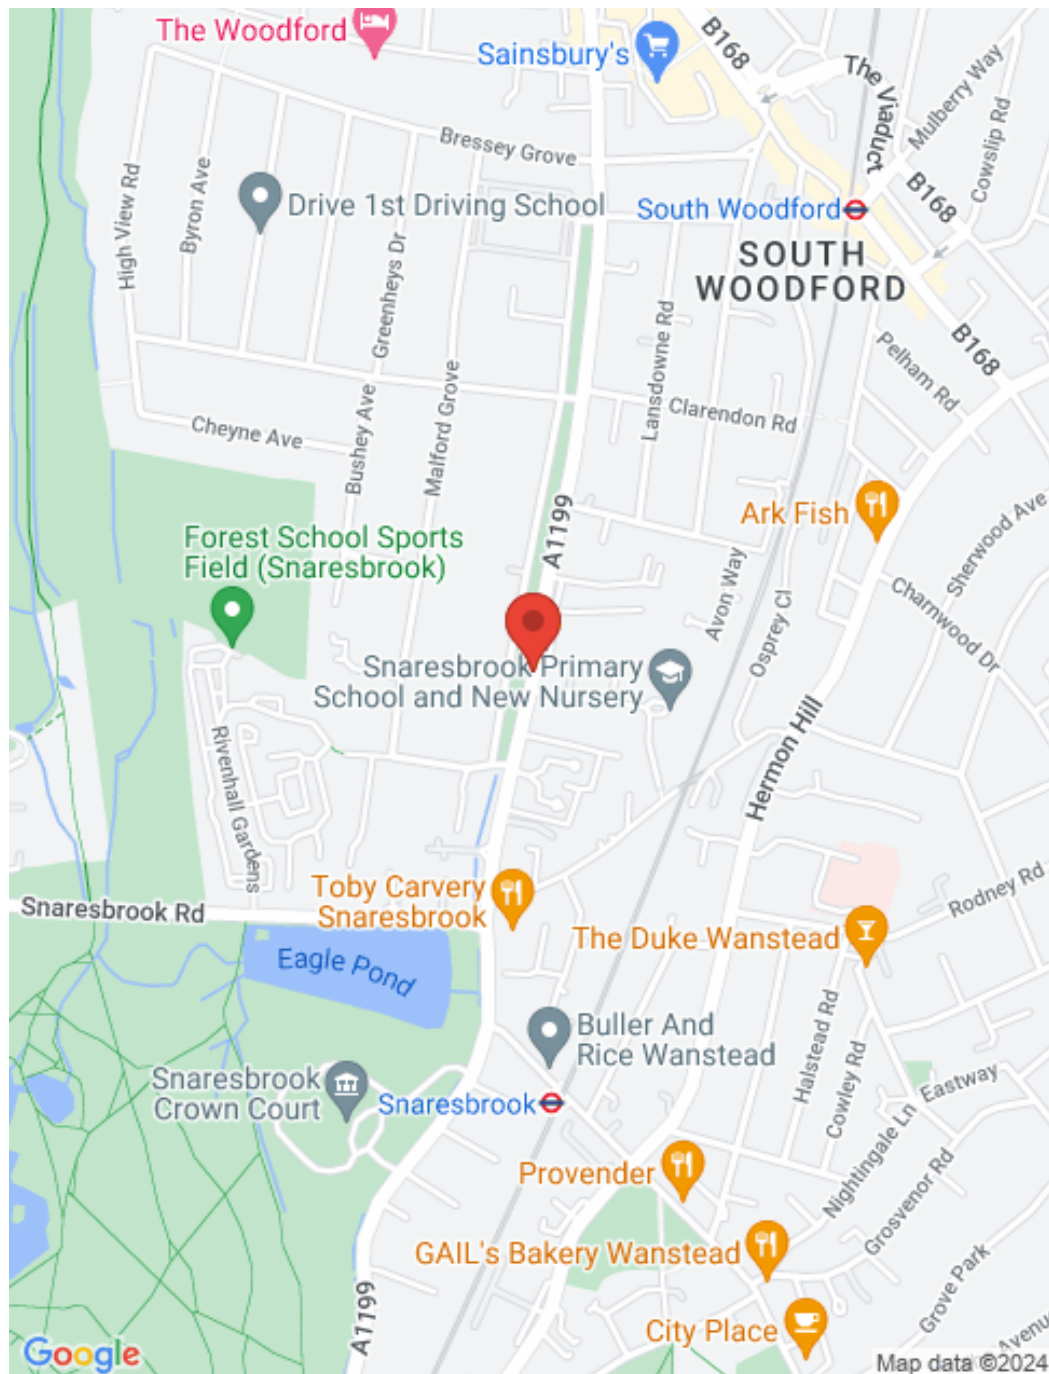 The Woodford
Sainsbury's
B168
The Viaduct
Mulberry Way
Cowslip Rd
Bressey Grove
High View Rd
Byron Ave
Drive 1st Driving School
South Woodford
B168
SOUTH
WOODFORD
Greenheys Dr
Lansdowne Rd
B168
Pelham Rd
Malford Grove
Bushey Ave
Cheyne Ave
Clarendon Rd
A1199
Ark Fish
Sherwood Ave
Forest School Sports
Field (Snaresbrook)
Avon Way
Osprey Cl
Charnwood Dr
Snaresbrook Primary
School and New Nursery
Rivenhall Gardens
Hermon Hill
Toby Carvery
Snaresbrook
Snaresbrook Rd
Rodney Rd
The Duke Wanstead
Eagle Pond
Buller And
Rice Wanstead
Halstead Rd
Cowley Rd
Eastway
Snaresbrook
Crown Court
Snaresbrook
Nightingale Ln
Provender
Grosvenor Rd
GAIL's Bakery Wanstead
Grove Park
A1199
City Place
Avenu
Google
Map data ©2024